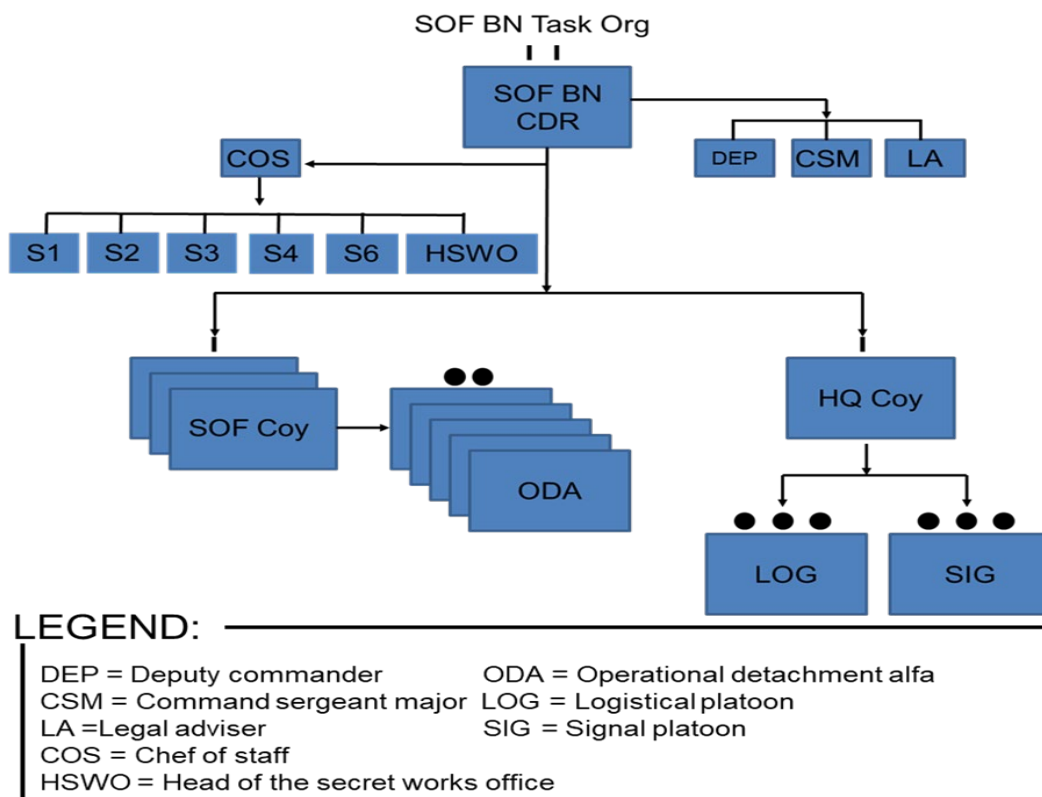 SOF BN Task Org
SOF BN
CDR
DEP
CSM
LA
COS
S1
S2
S3
S4
S6
HSWO
SOF Coy
ODA
HQ Coy
LOG
SIG
LEGEND:
DEP = Deputy commander
CSM = Command sergeant major
LA =Legal adviser
COS = Chef of staff
HSWO = Head of the secret works office
ODA = Operational detachment alfa
LOG = Logistical platoon
SIG = Signal platoon